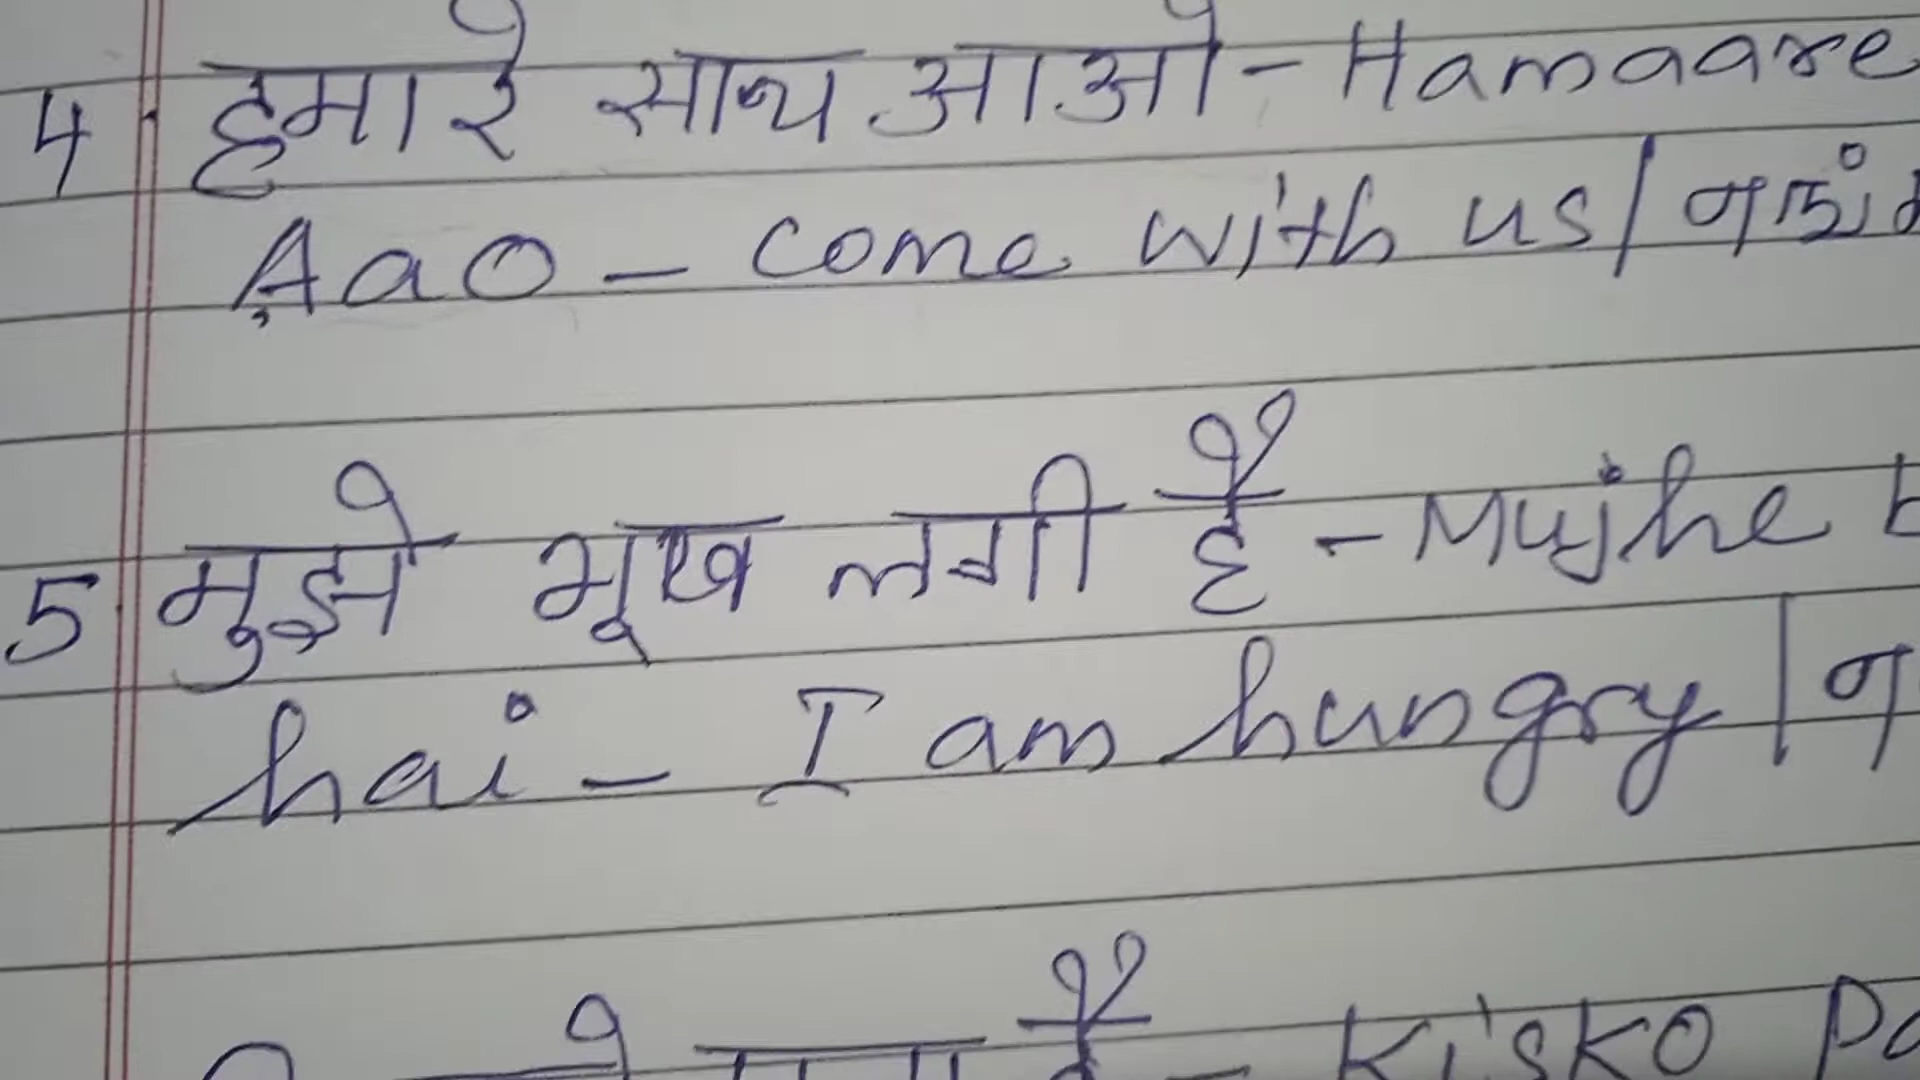 4. हमारे साथ आओ - Hamaare
Aao - come with us |
5. मुझे भूख लगी है - Mujhe
hai - I am hungry |
है - Kisko